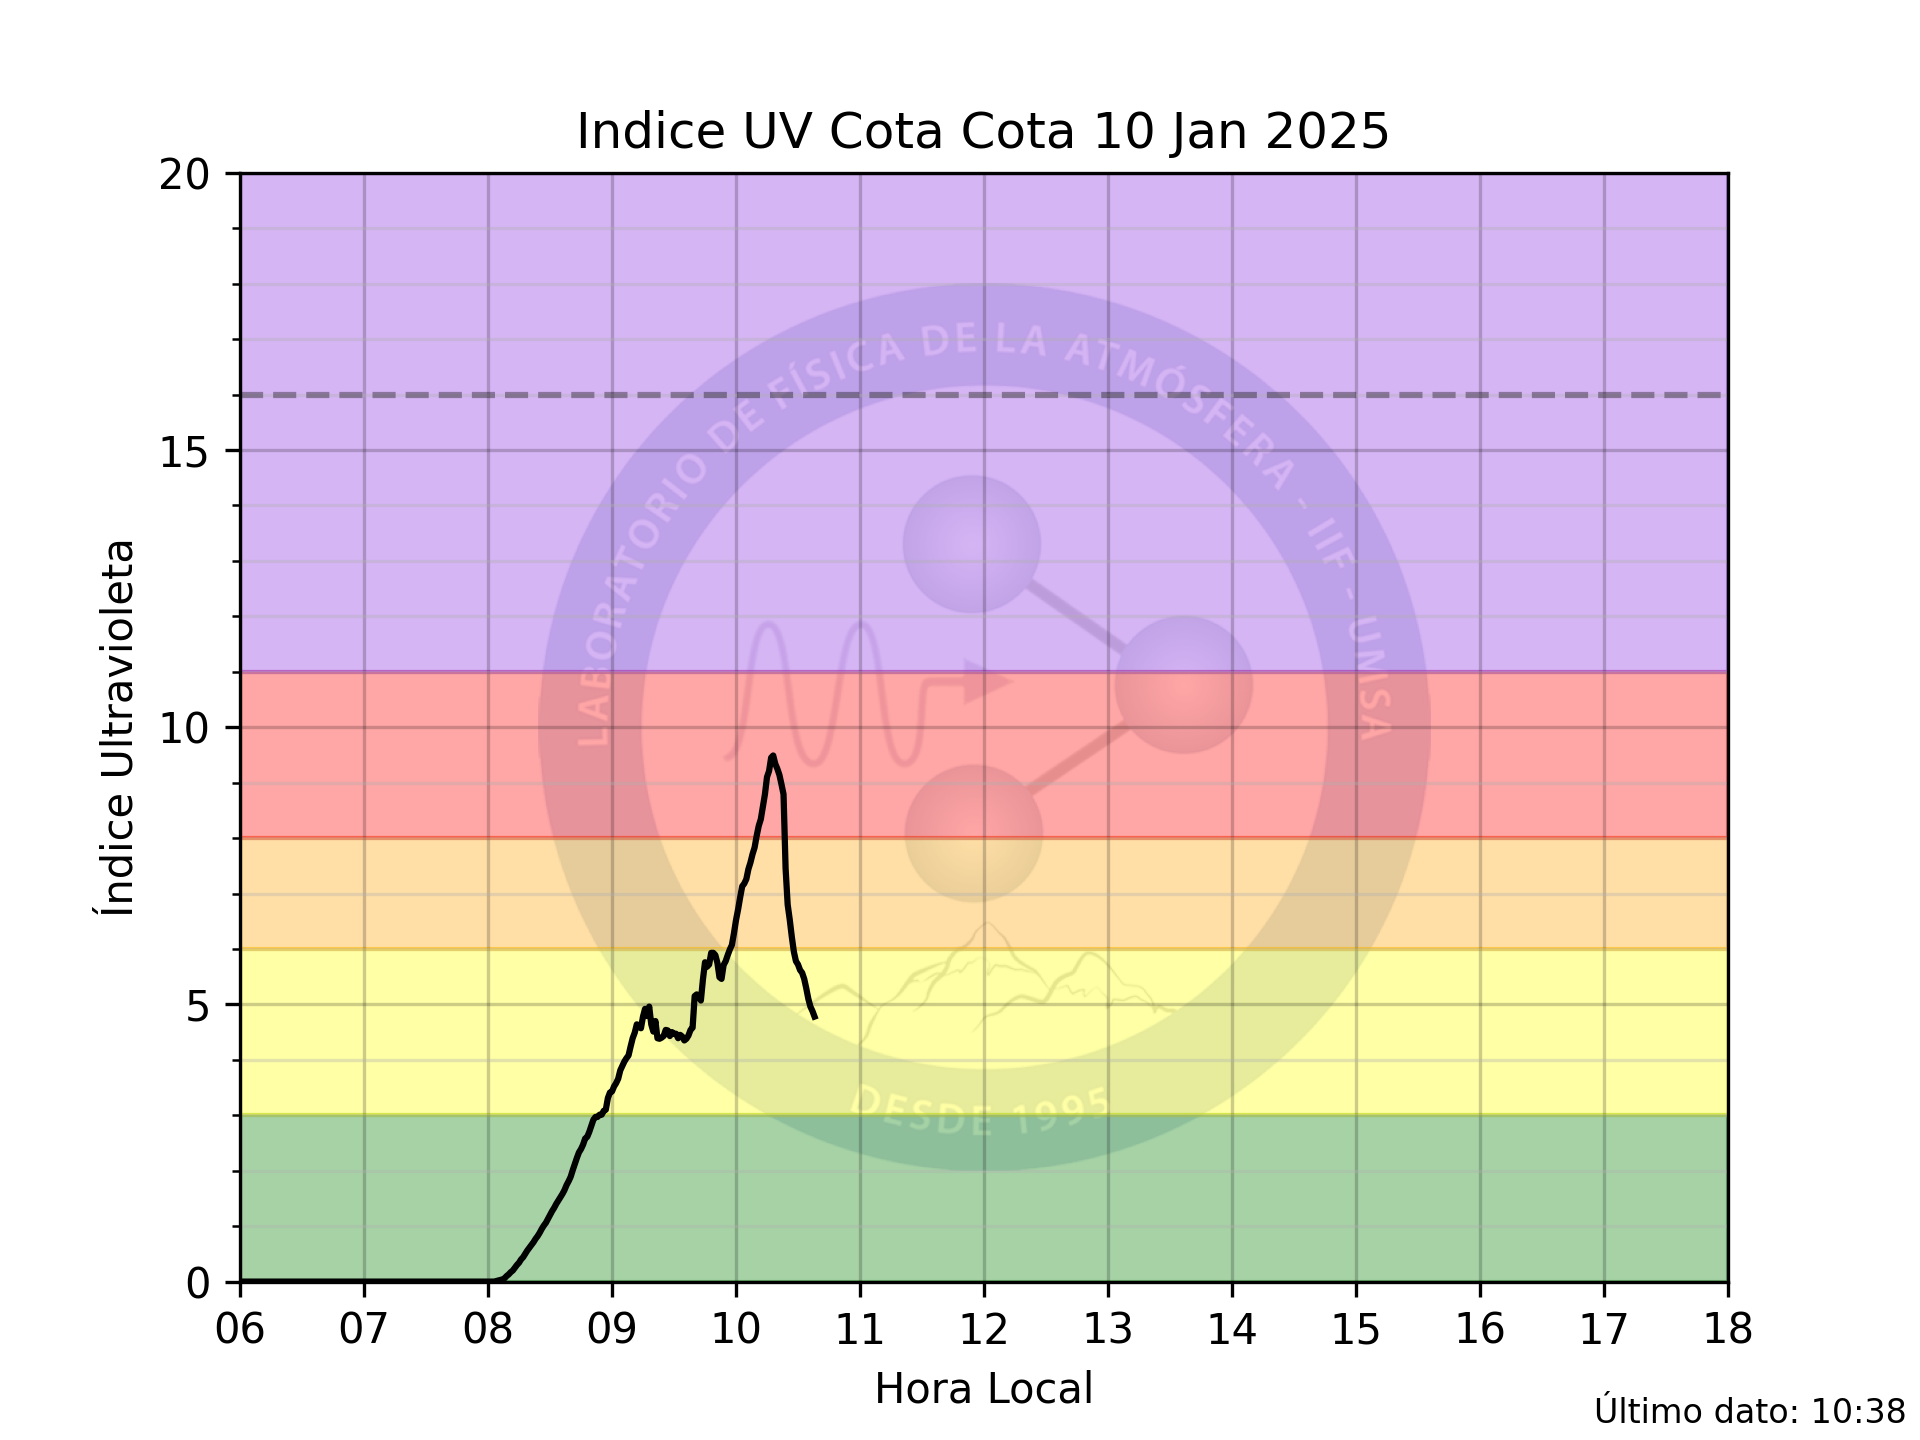 Indice UV Cota Cota 10 Jan 2025
20
15
10
5
0
Índice Ultravioleta
LABORATORIO DE FÍSICA DE LA ATMÓSFERA - IIF - UMSA
DESDE 1995
06 07 08 09 10 11 12 13 14 15 16 17 18
Hora Local
Último dato: 10:38